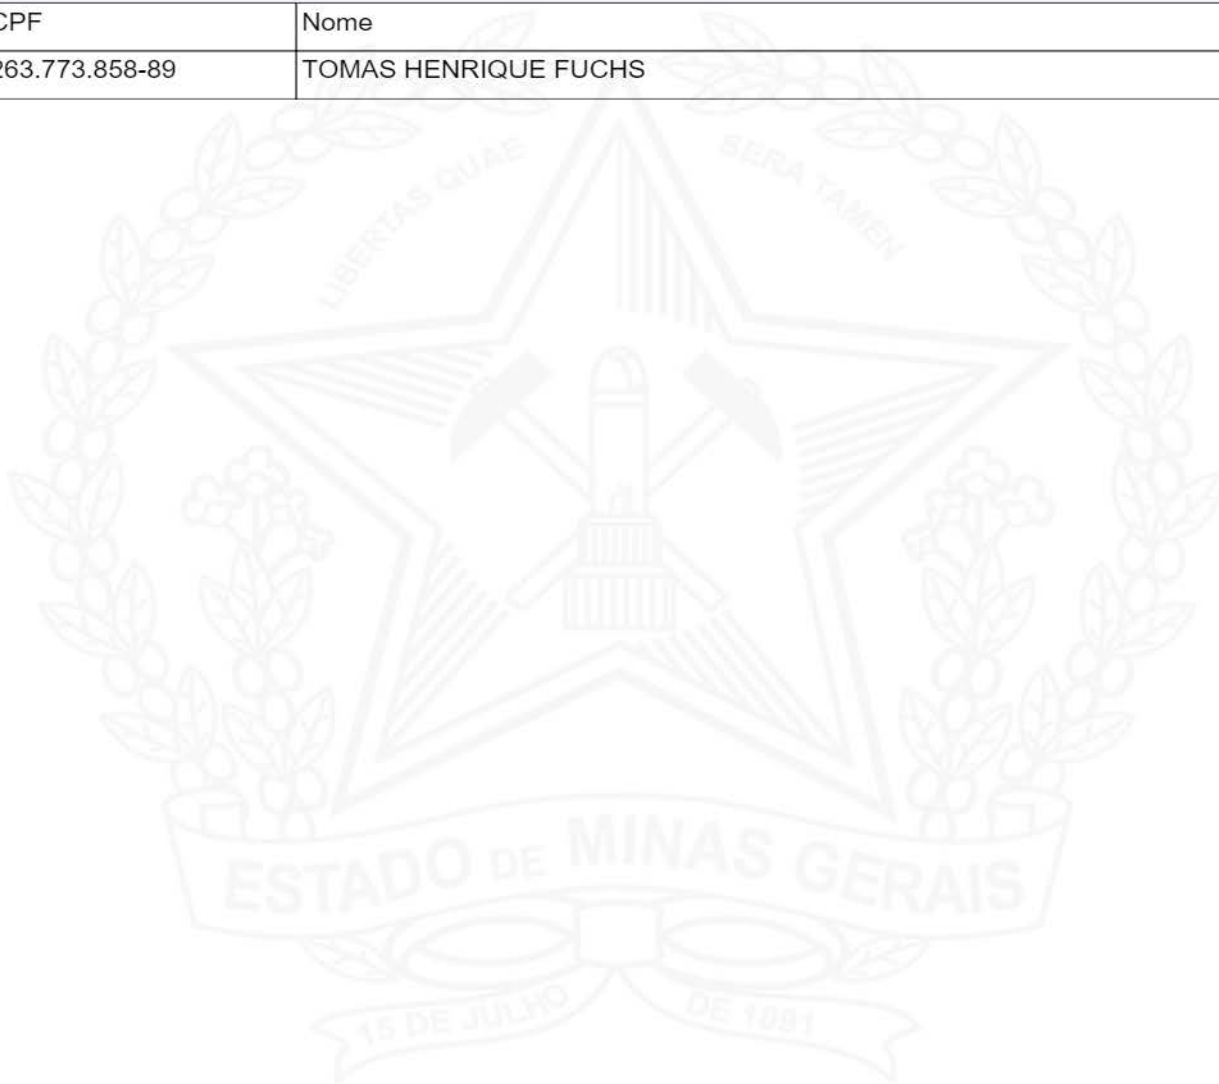 CPF Nome
263.773.858-89 TOMAS HENRIQUE FUCHS
LIBERTAS QUAE SERA TAMEN
ESTADO DE MINAS GERAIS
15 DE JULHO DE 1891